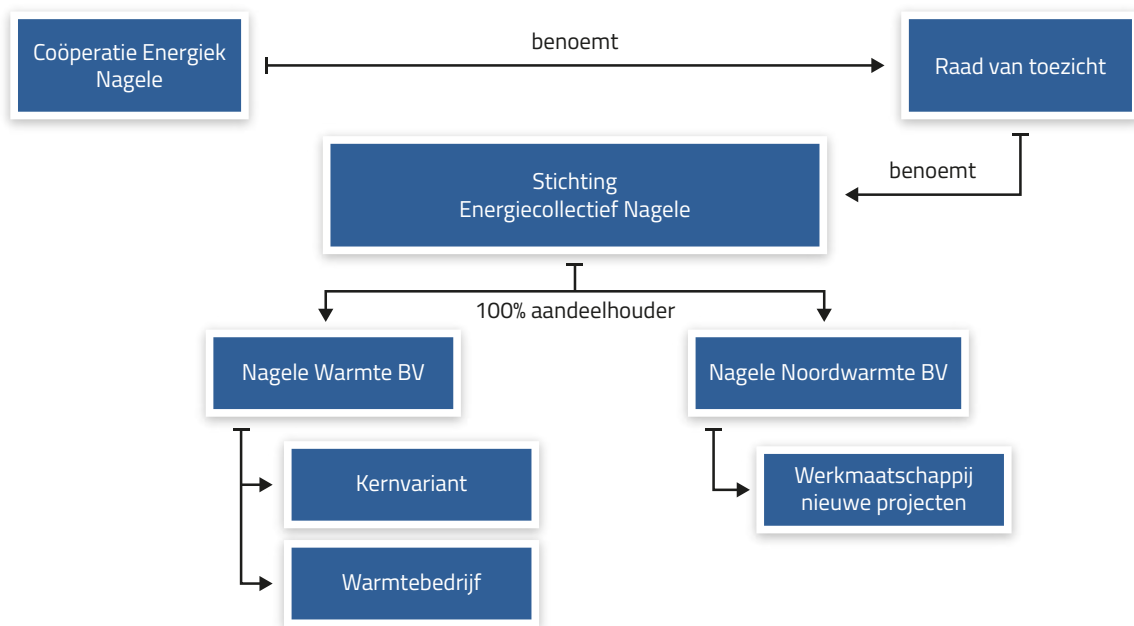 Coöperatie Energiek
Nagele
benoemt
Raad van toezicht
Stichting
Energiecollectief Nagele
benoemt
100% aandeelhouder
Nagele Warmte BV
Nagele Noordwarmte BV
Kernvariant
Werkmaatschappij
nieuwe projecten
Warmtebedrijf